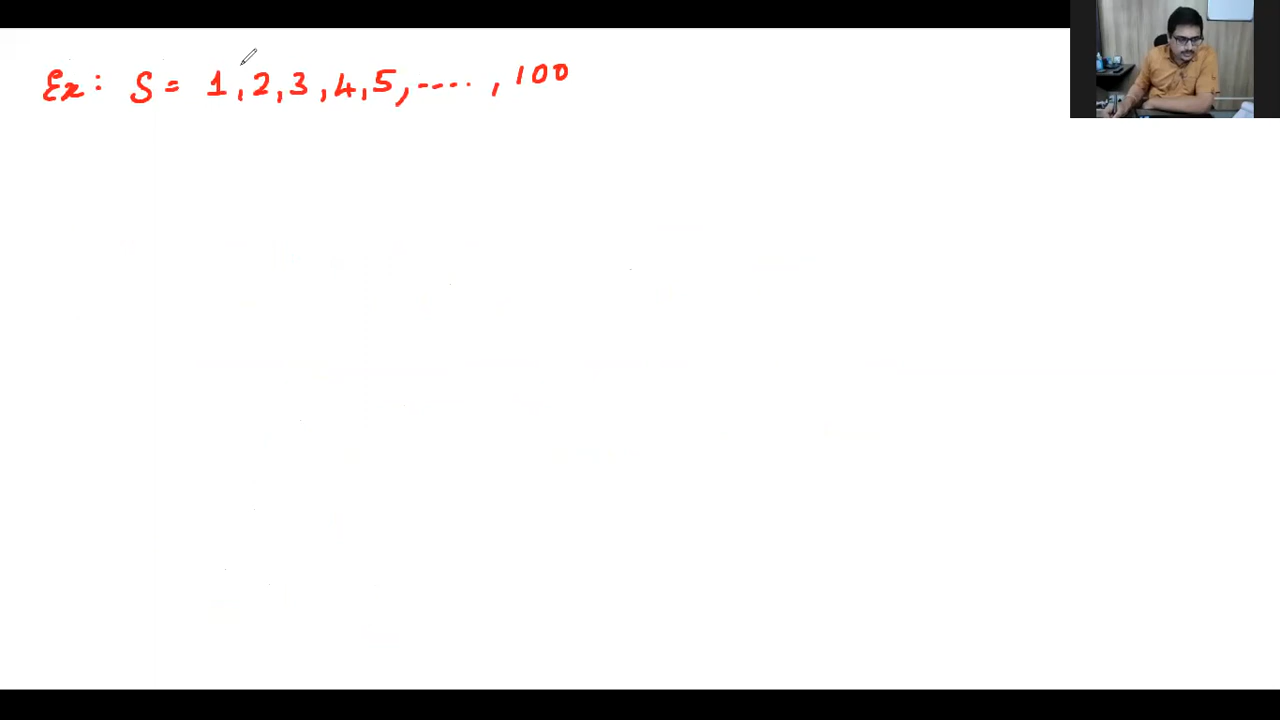 Ex: S = 1,2,3,4,5,....,100